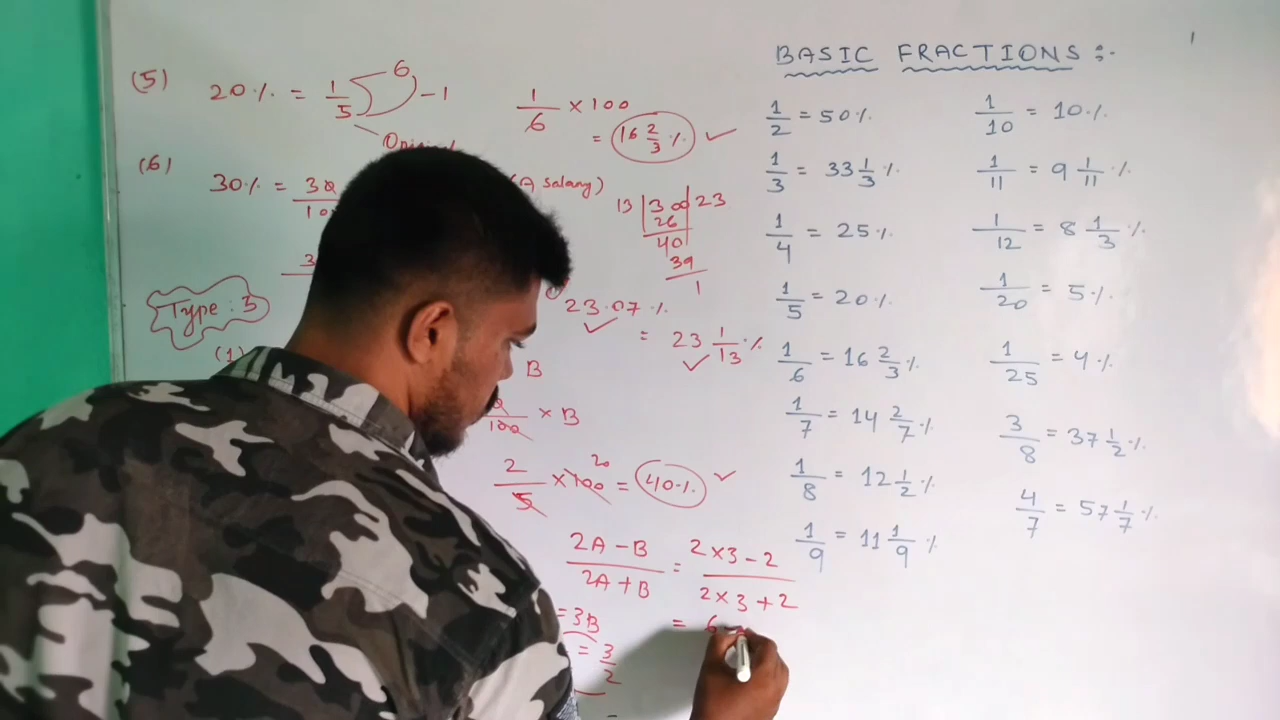 (5) 20% = 1/5 6 -1 1/6 × 100
= 16 2/3 %
(6) 30% = 30/10 (A salary) 13 300 23
26
40
39
1
Type : 3
23.07 %
= 23 1/13 %
(1)
B
× B
2/5 × 100 20 = 40%
2A - B / 2A + B = 2 × 3 - 2 / 2 × 3 + 2
= 3B = 6 -
= 3/2
BASIC FRACTIONS :-
1/2 = 50%
1/3 = 33 1/3 %
1/4 = 25%
1/5 = 20%
1/6 = 16 2/3 %
1/7 = 14 2/7 %
1/8 = 12 1/2 %
1/9 = 11 1/9 %
1/10 = 10%
1/11 = 9 1/11 %
1/12 = 8 1/3 %
1/20 = 5%
1/25 = 4%
3/8 = 37 1/2 %
4/7 = 57 1/7 %